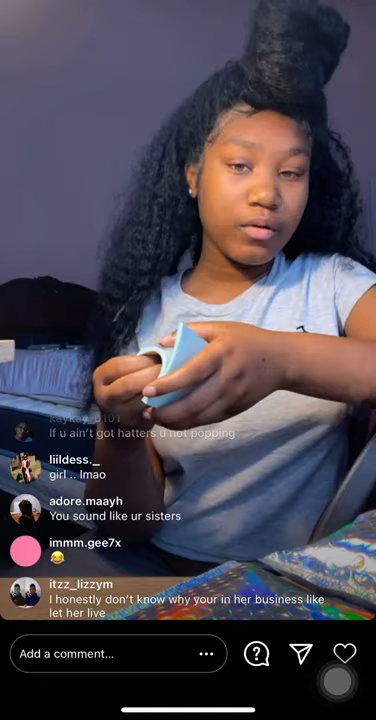 kaykay_0101
If u ain't got hatters u not popping
liildess._
girl .. lmao
adore.maayh
You sound like ur sisters
immm.gee7x
😂
itzz_lizzym
I honestly don't know why your in her business like
let her live
Add a comment...